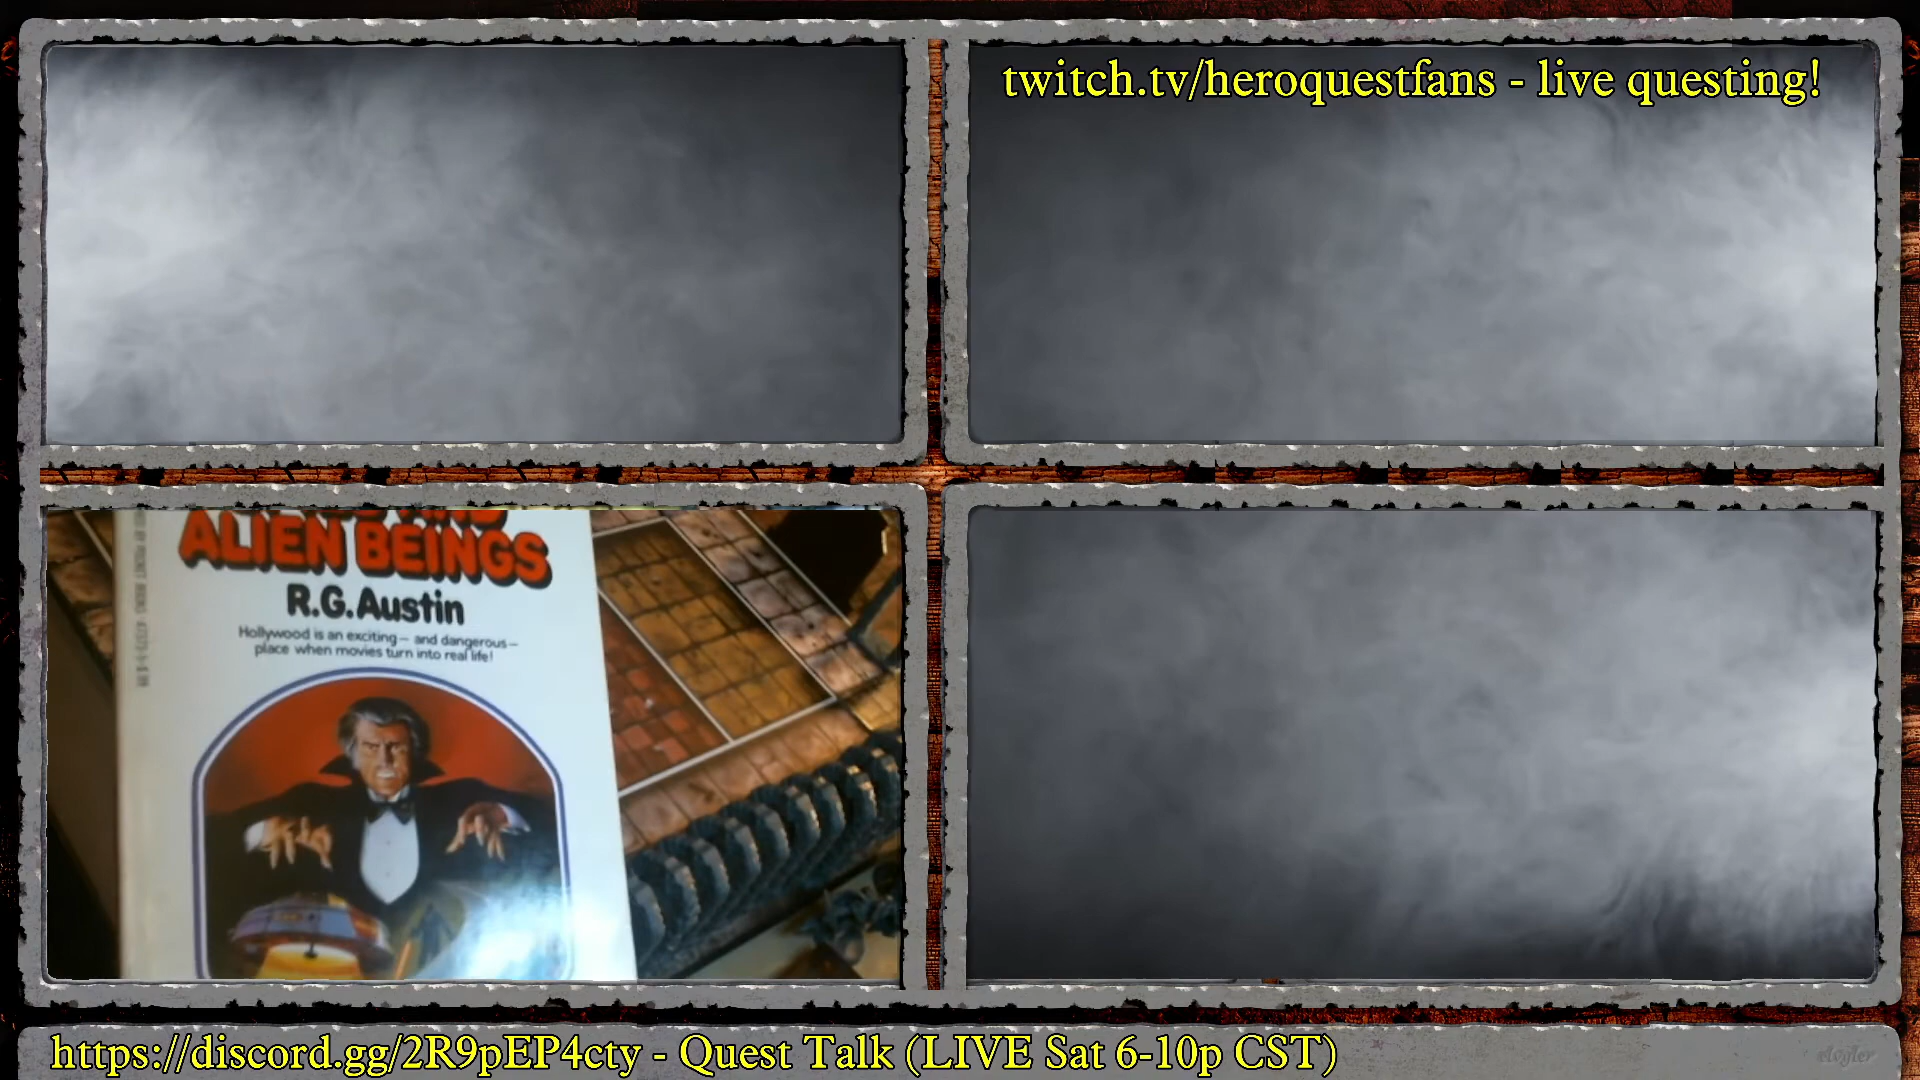 twitch.tv/heroquestfans - live questing!
ALIEN BEINGS
R.G.Austin
Hollywood is an exciting — and dangerous —
place when movies turn into real life!
https://discord.gg/2R9pEP4cty - Quest Talk (LIVE Sat 6-10p CST)